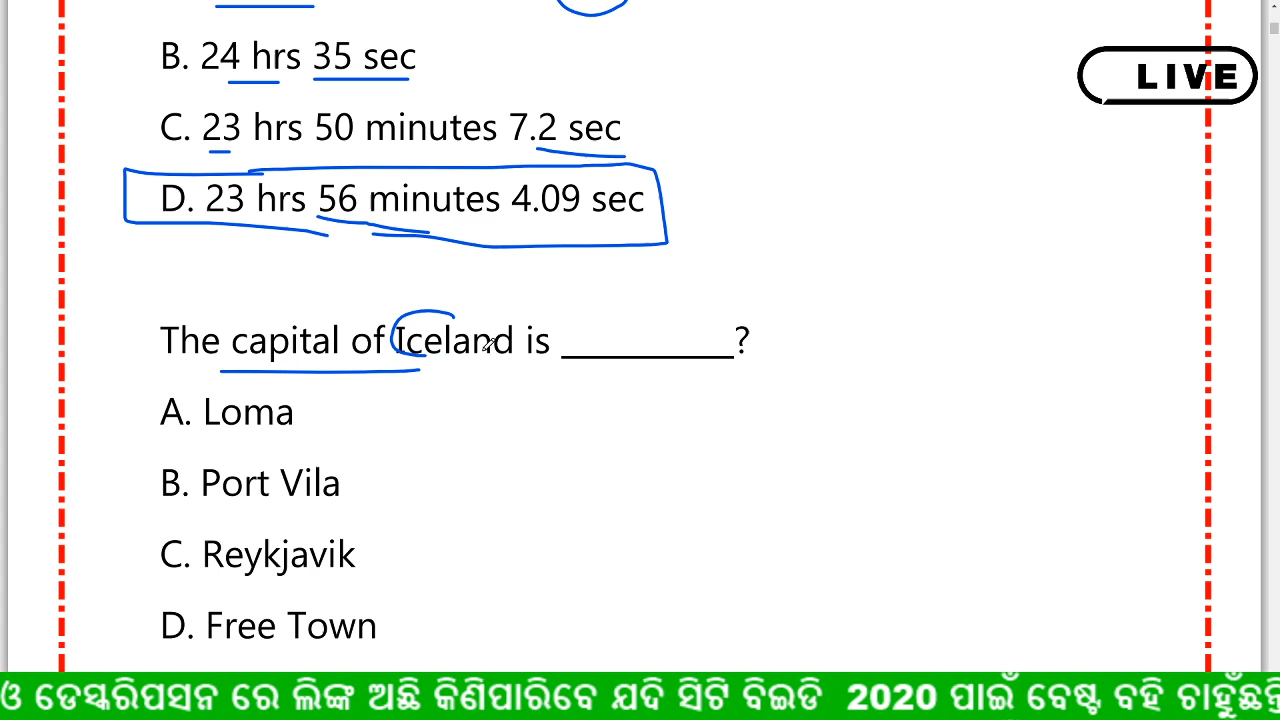 B. 24 hrs 35 sec
LIVE
C. 23 hrs 50 minutes 7.2 sec
D. 23 hrs 56 minutes 4.09 sec
The capital of Iceland is _________?
A. Loma
B. Port Vila
C. Reykjavik
D. Free Town
ଓ ଡେସ୍କରିପସନ ରେ ଲିଙ୍କ ଅଛି କିଣିପାରିବେ ଯଦି ସିଟି ବିଇଡି 2020 ପାଇଁ ବେଷ୍ଟ ବହି